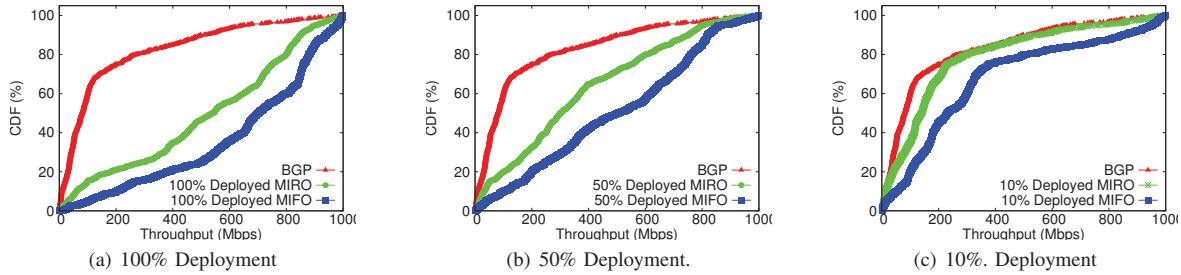 100
80
60
40
20
0
CDF (%)
0 200 400 600 800 1000
Throughput (Mbps)
BGP
100% Deployed MIRO
100% Deployed MIFO
(a) 100% Deployment
100
80
60
40
20
0
CDF (%)
0 200 400 600 800 1000
Throughput (Mbps)
BGP
50% Deployed MIRO
50% Deployed MIFO
(b) 50% Deployment.
100
80
60
40
20
0
CDF (%)
0 200 400 600 800 1000
Throughput (Mbps)
BGP
10% Deployed MIRO
10% Deployed MIFO
(c) 10%. Deployment